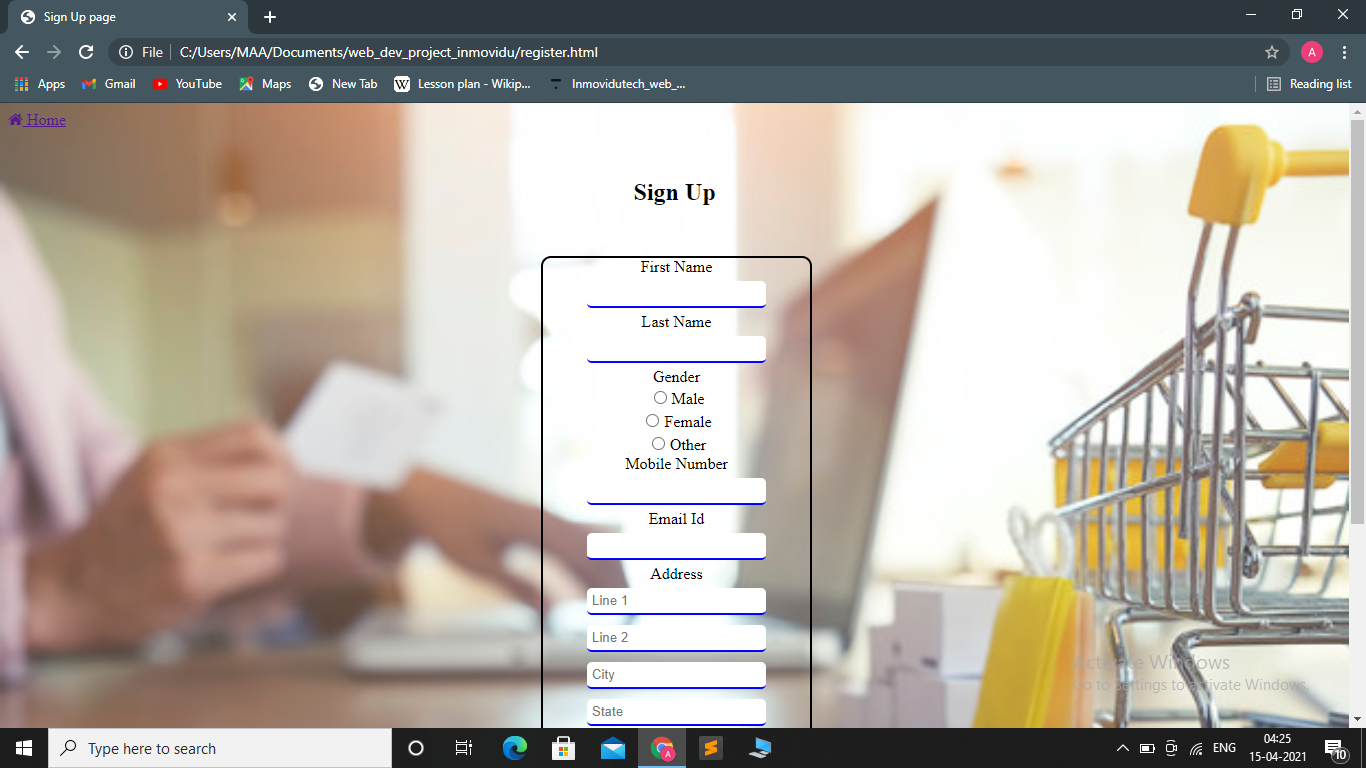 Sign Up page
File
C:/Users/MAA/Documents/web_dev_project_inmovidu/register.html
A
Apps
Gmail
YouTube
Maps
New Tab
W
Lesson plan - Wikip...
Inmovidutech_web_...
Reading list
Home
Sign Up
First Name
Last Name
Gender
Male
Female
Other
Mobile Number
Email Id
Address
Line 1
Line 2
City
State
Activate Windows
Go to Settings to activate Windows.
Type here to search
A
ENG
04:25
15-04-2021
10